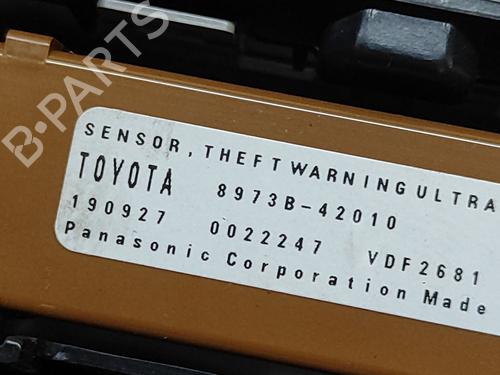 B-PARTS
SENSOR, THEFT WARNING ULTRA
TOYOTA 8973B-42010
190927 0022247 VDF2681
Panasonic Corporation Made